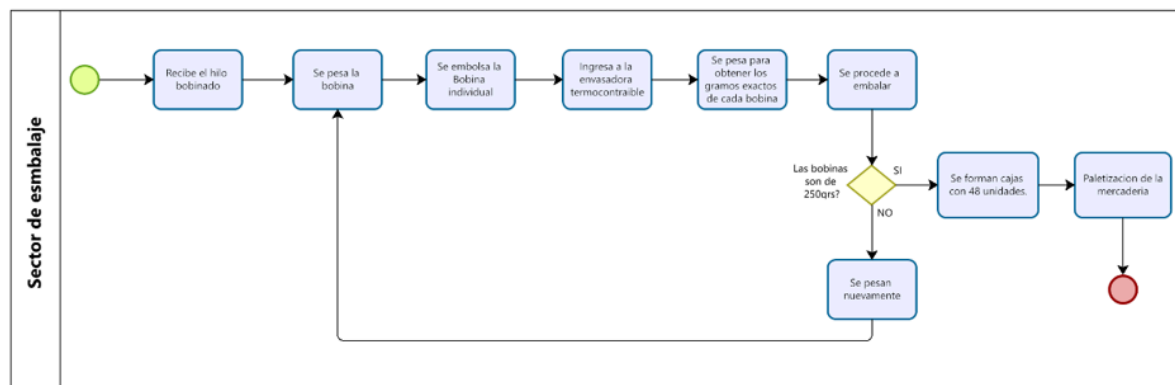 Sector de esmbalaje
Recibe el hilo
bobinado
Se pesa la
bobina
Se embolsa la
Bobina
individual
Ingresa a la
envasadora
termocontraible
Se pesa para
obtener los
gramos exactos
de cada bobina
Se procede a
embalar
Las bobinas
son de
250grs?
SI
NO
Se forman cajas
con 48 unidades.
Paletizacion de la
mercaderia
Se pesan
nuevamente